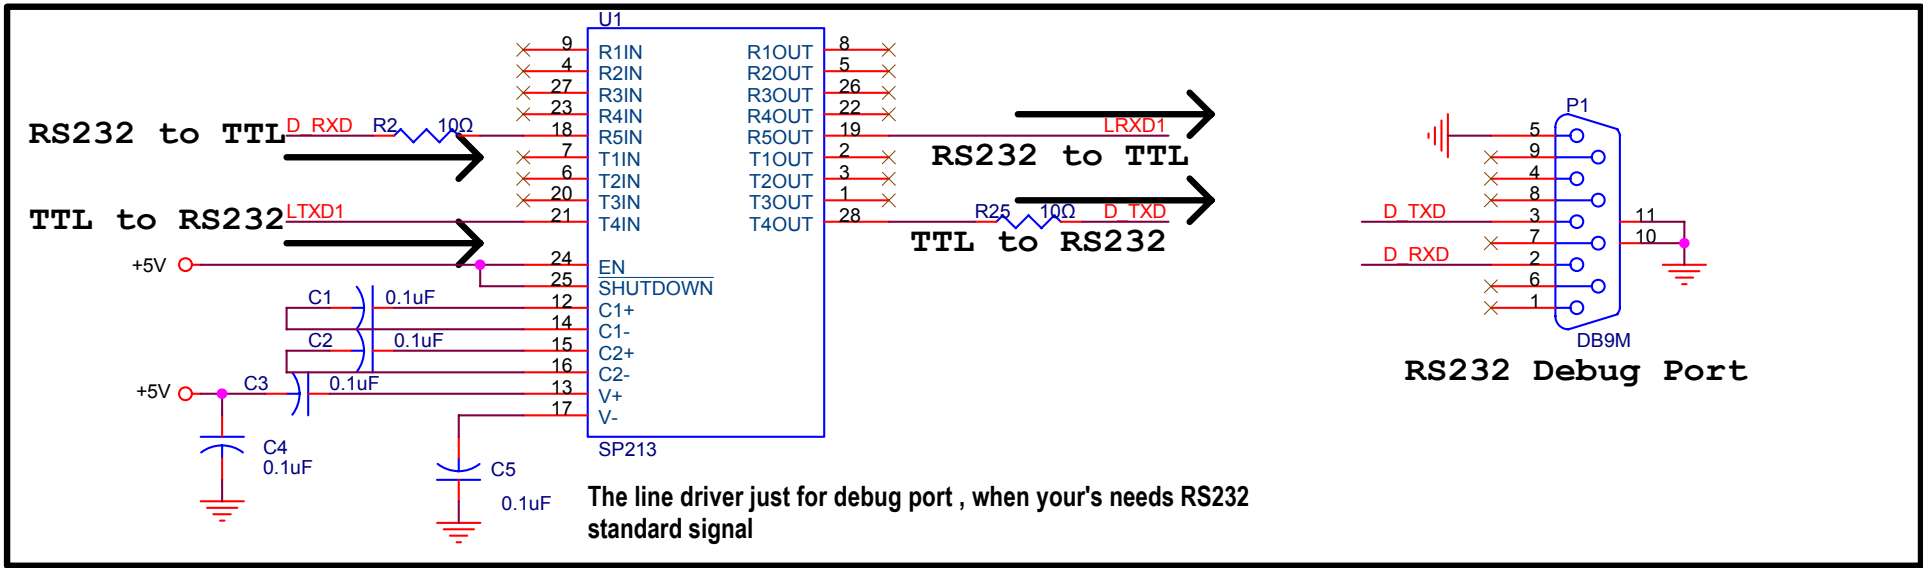 U1
9 R1IN R1OUT 8
4 R2IN R2OUT 5
27 R3IN R3OUT 26
23 R4IN R4OUT 22
RS232 to TTL D_RXD R2 10Ω 18 R5IN R5OUT 19 LRXD1
RS232 to TTL
7 T1IN T1OUT 2
6 T2IN T2OUT 3
20 T3IN T3OUT 1
TTL to RS232 LTXD1 21 T4IN T4OUT 28 R25 10Ω D_TXD
TTL to RS232
+5V 24 EN
25 SHUTDOWN
C1 0.1uF 12 C1+
14 C1-
C2 0.1uF 15 C2+
16 C2-
+5V C3 0.1uF 13 V+
17 V-
SP213
C4
0.1uF
C5
0.1uF
The line driver just for debug port , when your's needs RS232
standard signal
P1
5
9
4
8
D_TXD 3 11
7 10
D_RXD 2
6
1
DB9M
RS232 Debug Port